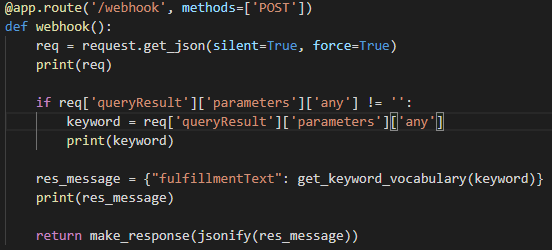 @app.route('/webhook', methods=['POST'])
def webhook():
    req = request.get_json(silent=True, force=True)
    print(req)

    if req['queryResult']['parameters']['any'] != '':
        keyword = req['queryResult']['parameters']['any']
        print(keyword)

    res_message = {"fulfillmentText": get_keyword_vocabulary(keyword)}
    print(res_message)

    return make_response(jsonify(res_message))